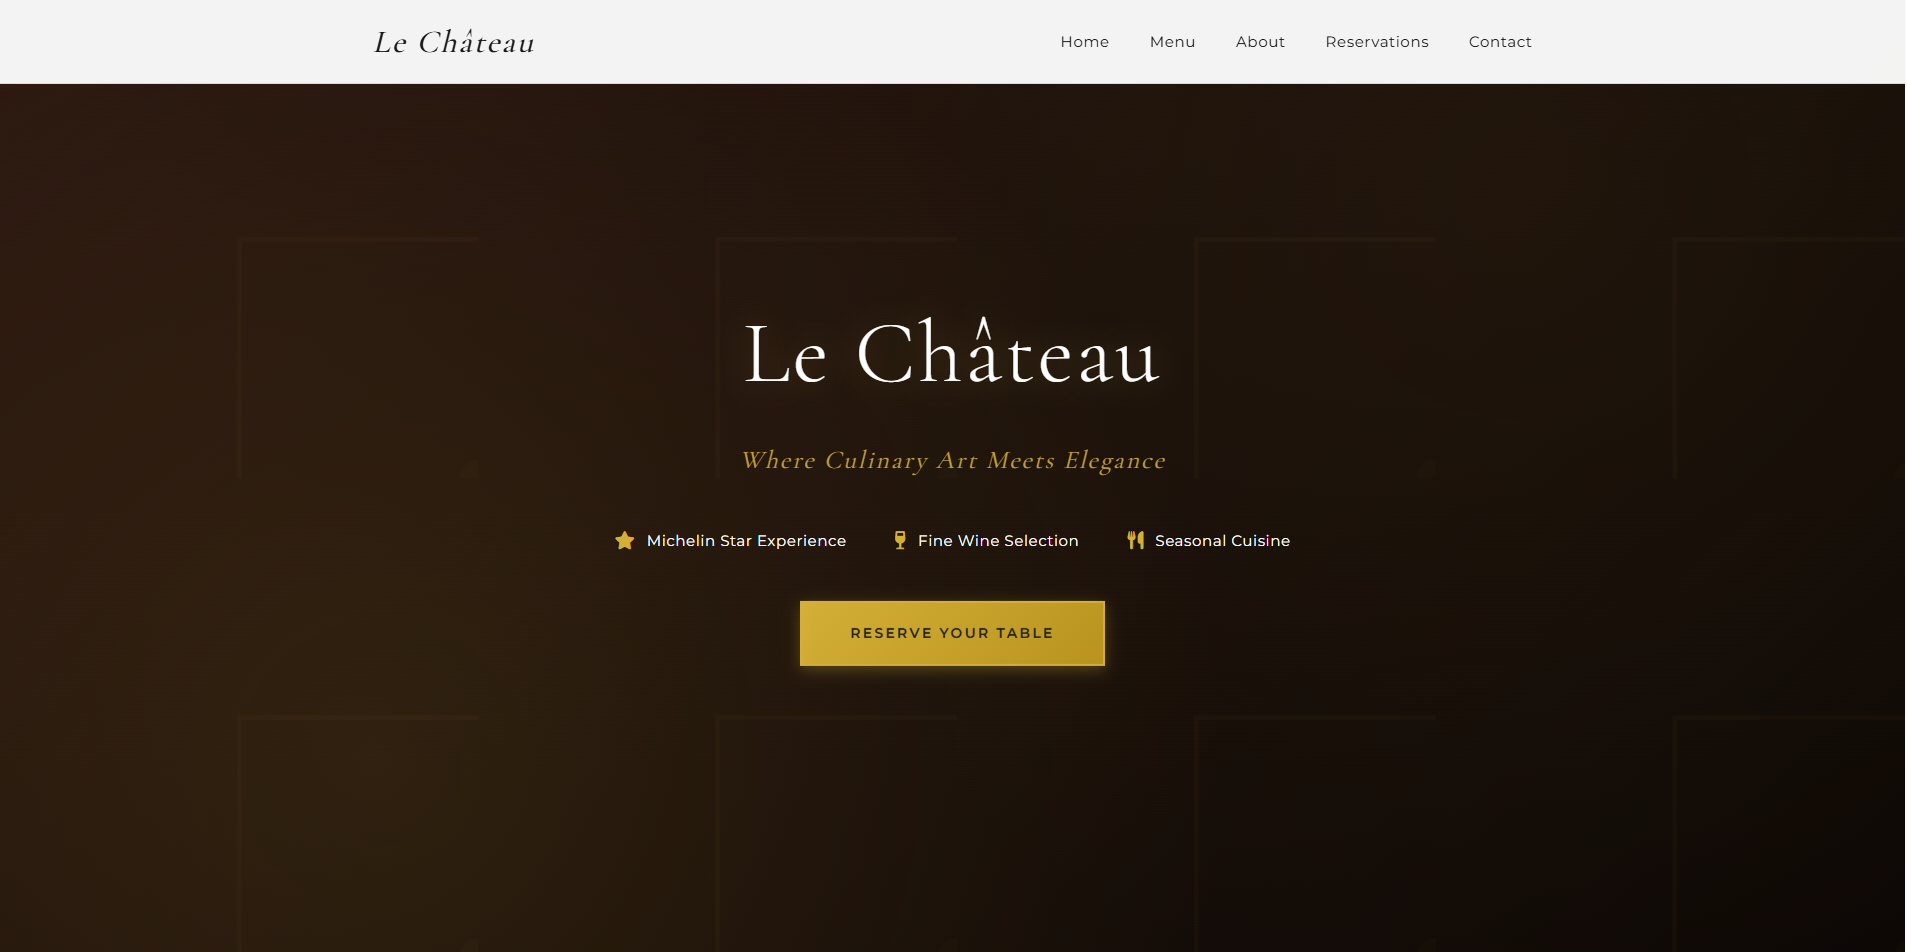 Le Château
Home Menu About Reservations Contact
Le Château
Where Culinary Art Meets Elegance
Michelin Star Experience Fine Wine Selection Seasonal Cuisine
RESERVE YOUR TABLE